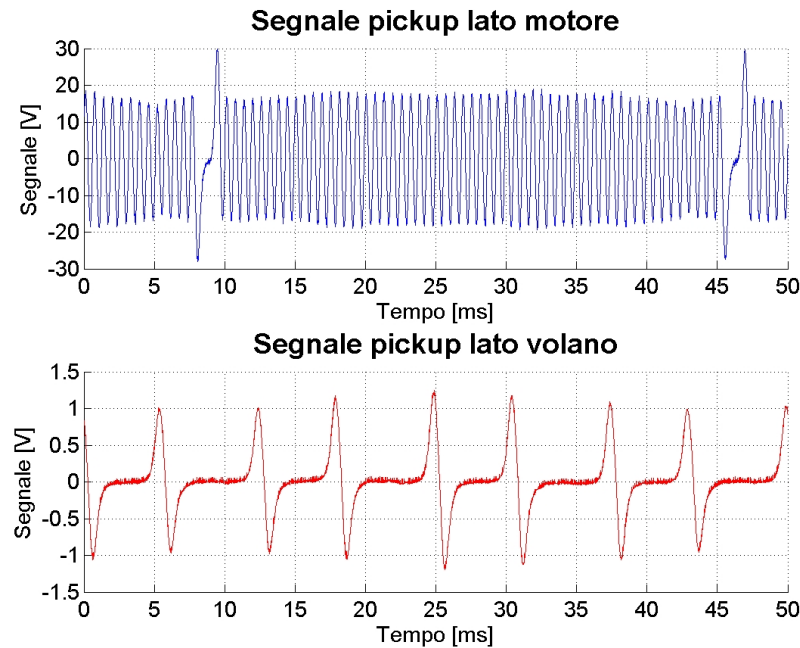 Segnale pickup lato motore
30
20
10
0
-10
-20
-30
Segnale [V]
0 5 10 15 20 25 30 35 40 45 50
Tempo [ms]
Segnale pickup lato volano
1.5
1
0.5
0
-0.5
-1
-1.5
Segnale [V]
0 5 10 15 20 25 30 35 40 45 50
Tempo [ms]